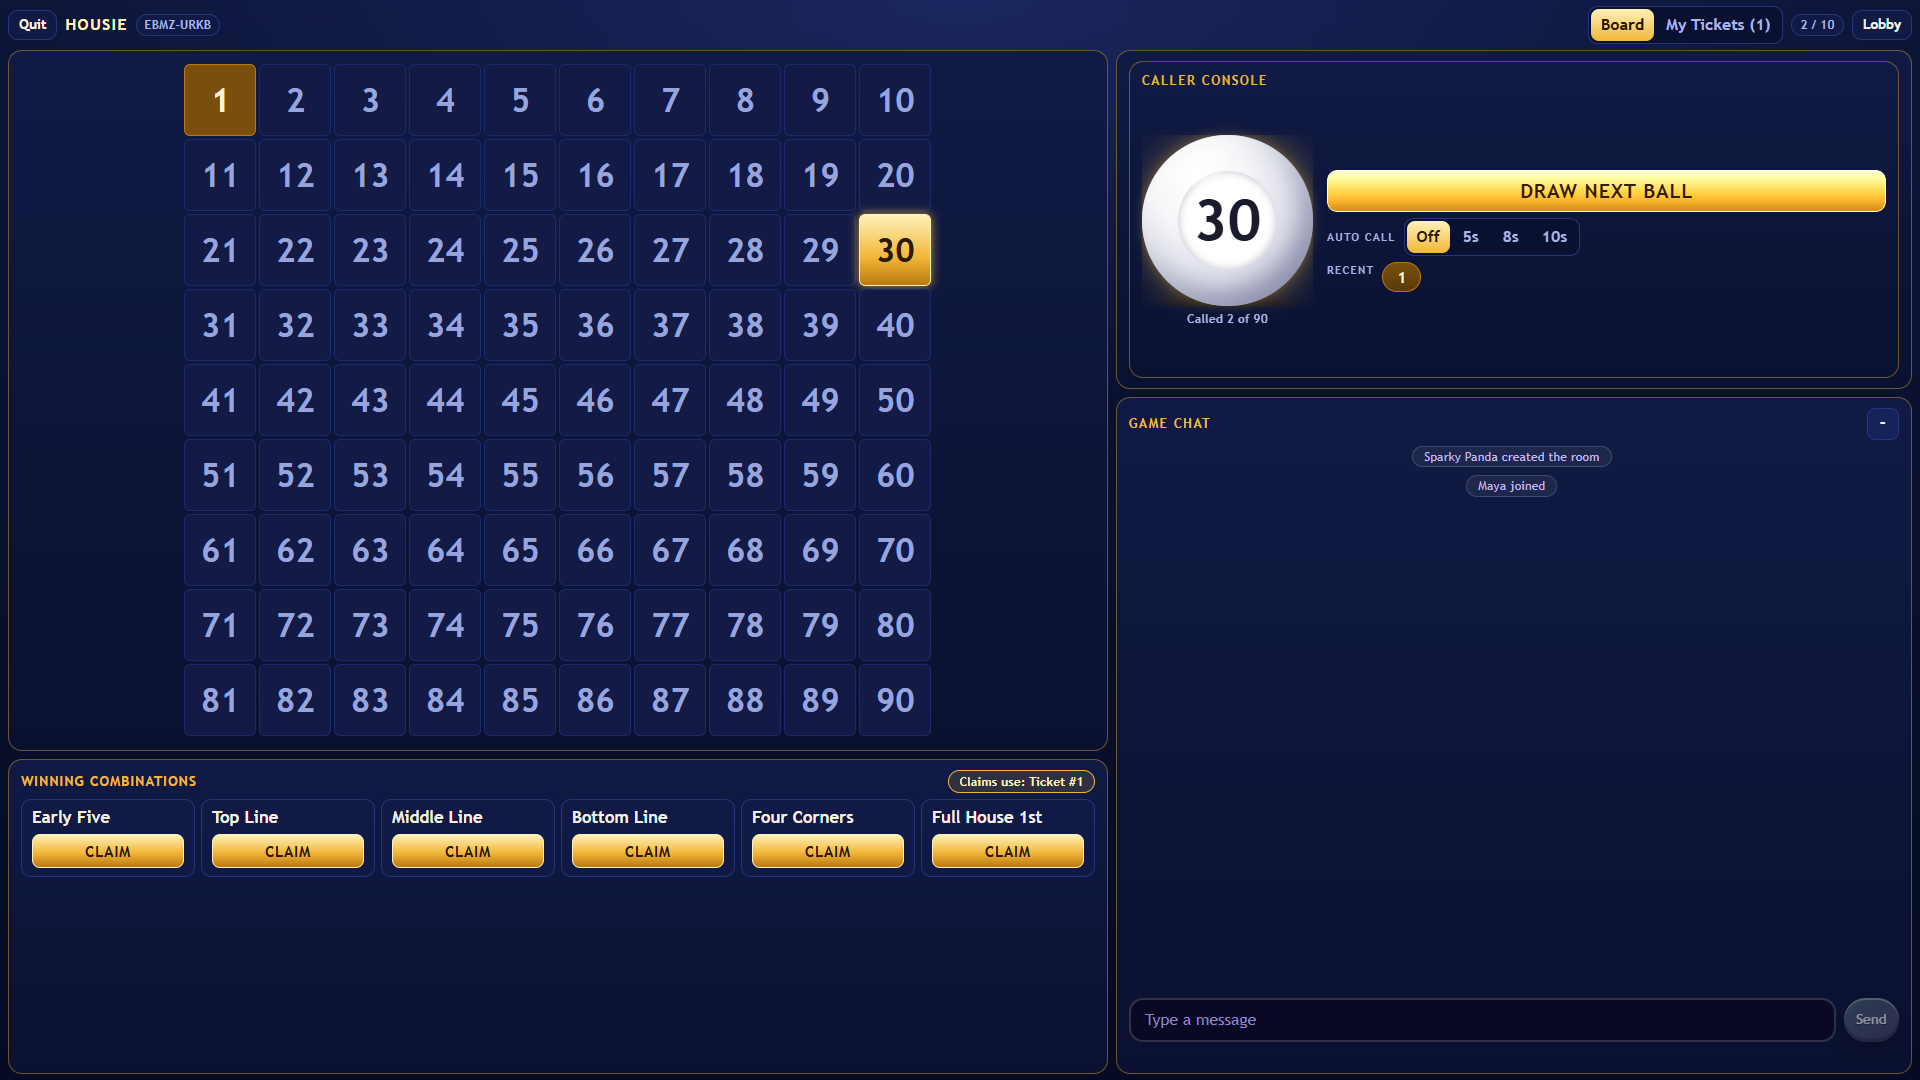 Quit HOUSIE EBMZ-URKB Board My Tickets (1) 2 / 10 Lobby
1 2 3 4 5 6 7 8 9 10
11 12 13 14 15 16 17 18 19 20
21 22 23 24 25 26 27 28 29 30
31 32 33 34 35 36 37 38 39 40
41 42 43 44 45 46 47 48 49 50
51 52 53 54 55 56 57 58 59 60
61 62 63 64 65 66 67 68 69 70
71 72 73 74 75 76 77 78 79 80
81 82 83 84 85 86 87 88 89 90
WINNING COMBINATIONS Claims use: Ticket #1
Early Five Top Line Middle Line Bottom Line Four Corners Full House 1st
CLAIM CLAIM CLAIM CLAIM CLAIM CLAIM
CALLER CONSOLE
30
Called 2 of 90
DRAW NEXT BALL
AUTO CALL Off 5s 8s 10s
RECENT 1
GAME CHAT -
Sparky Panda created the room
Maya joined
Type a message Send